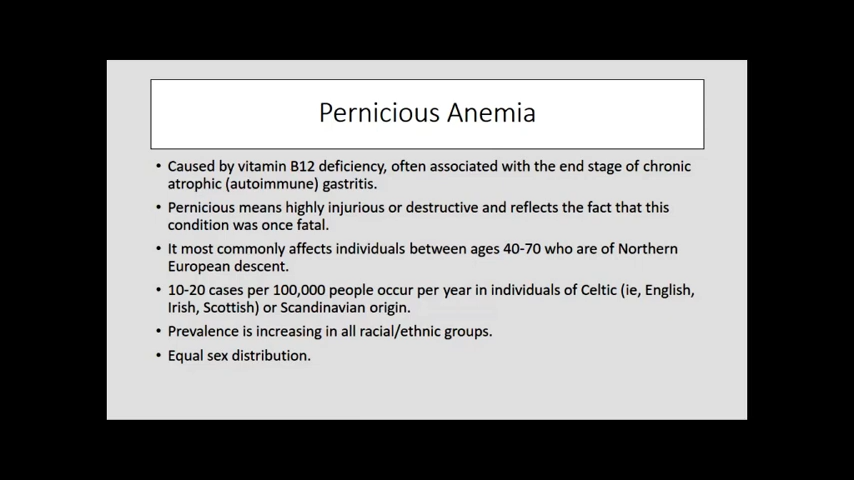 Pernicious Anemia
• Caused by vitamin B12 deficiency, often associated with the end stage of chronic
atrophic (autoimmune) gastritis.
• Pernicious means highly injurious or destructive and reflects the fact that this
condition was once fatal.
• It most commonly affects individuals between ages 40-70 who are of Northern
European descent.
• 10-20 cases per 100,000 people occur per year in individuals of Celtic (ie, English,
Irish, Scottish) or Scandinavian origin.
• Prevalence is increasing in all racial/ethnic groups.
• Equal sex distribution.